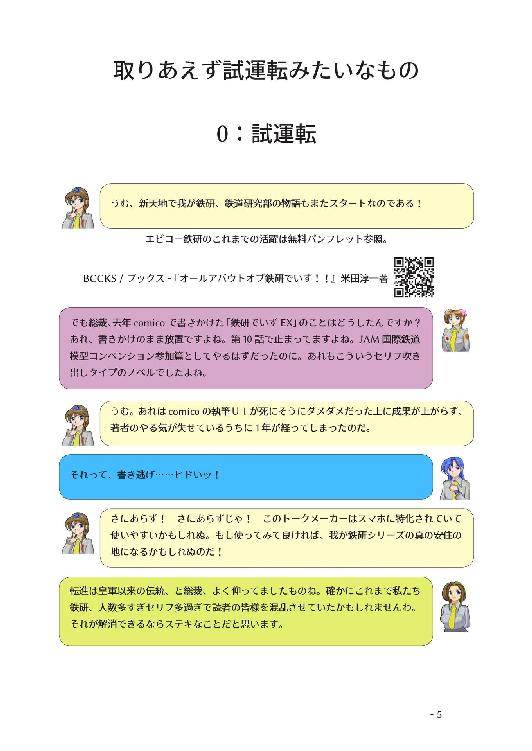 取りあえず試運転みたいなもの
0：試運転
うむ、新天地で我が鉄研、鉄道研究部の物語もまたスタートなのである！
エビコー鉄研のこれまでの活躍は無料パンフレット参照。
BCCKS / ブックス -『オールアバウトオブ鉄研でいす！！』米田淳一著
でも総裁、去年 comico で書きかけた「鉄研でいす EX」のことはどうしたんですか？
あれ、書きかけのまま放置ですよね。第 10 話で止まってますよね。JAM 国際鉄道
模型コンベンション参加篇としてやるはずだったのに。あれもこういうセリフ吹き
出しタイプのノベルでしたよね。
うむ。あれは comico の執筆ＵＩが死にそうにダメダメだった上に成果が上がらず、
著者のやる気が失せているうちに 1 年が経ってしまったのだ。
それって、書き逃げ……ヒドいッ！
さにあらず！　さにあらずじゃ！　このトークメーカーはスマホに特化されていて
使いやすいかもしれぬ。もし使ってみて良ければ、我が鉄研シリーズの真の安住の
地になるかもしれぬのだ！
転進は皇軍以来の伝統、と総裁、よく仰ってましたものね。確かにこれまで私たち
鉄研、人数多すぎセリフ多過ぎで読者の皆様を混乱させていたかもしれませんわ。
それが解消できるならステキなことだと思います。
- 5